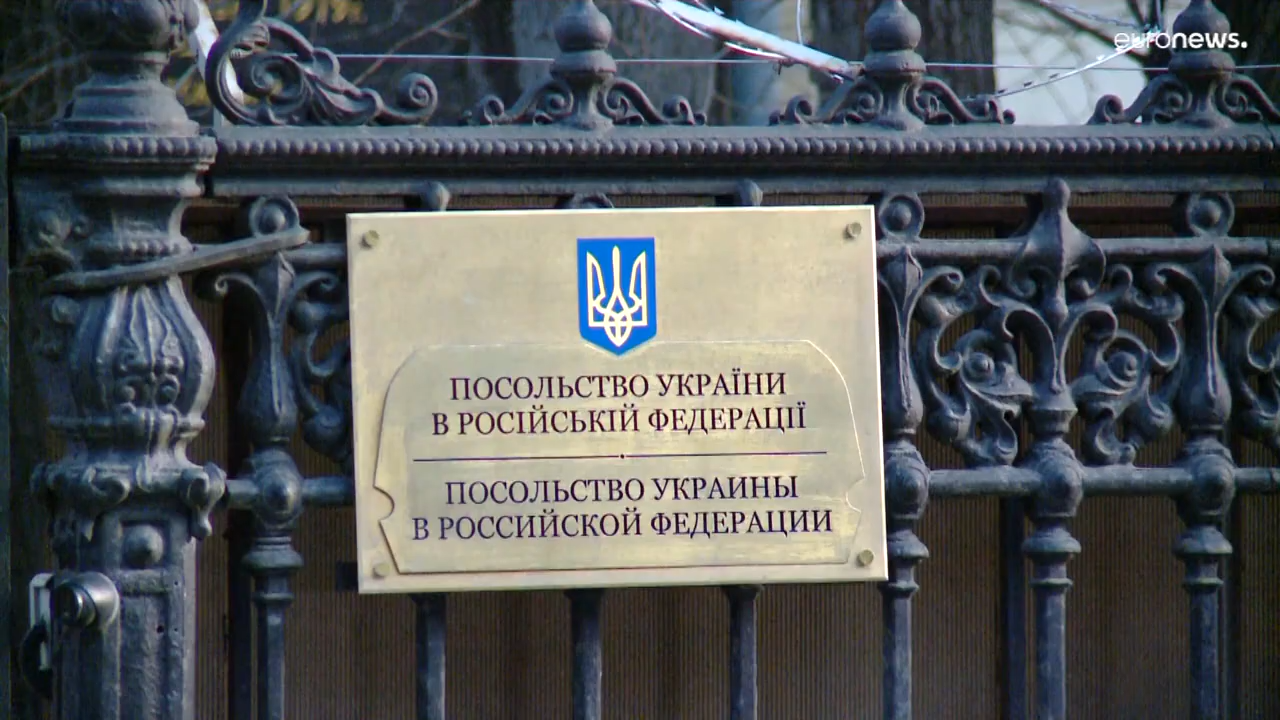 euronews.
ПОСОЛЬСТВО УКРАЇНИ
В РОСІЙСЬКІЙ ФЕДЕРАЦІЇ
ПОСОЛЬСТВО УКРАИНЫ
В РОССИЙСКОЙ ФЕДЕРАЦИИ